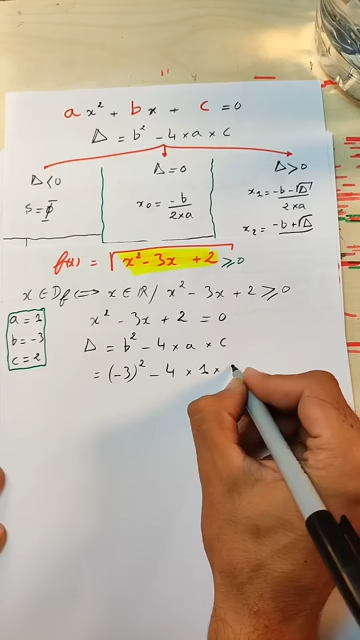 a x² + b x + c = 0
Δ = b² - 4 × a × c
Δ < 0
S = ϕ
Δ = 0
x₀ = -b / 2×a
Δ > 0
x₁ = -b - √Δ / 2×a
x₂ = -b + √Δ
f(x) = √x² - 3x + 2 ⩾ 0
x ∈ Df ⟺ x ∈ ℝ / x² - 3x + 2 ⩾ 0
a = 1
b = -3
c = 2
x² - 3x + 2 = 0
Δ = b² - 4 × a × c
= (-3)² - 4 × 1 ×